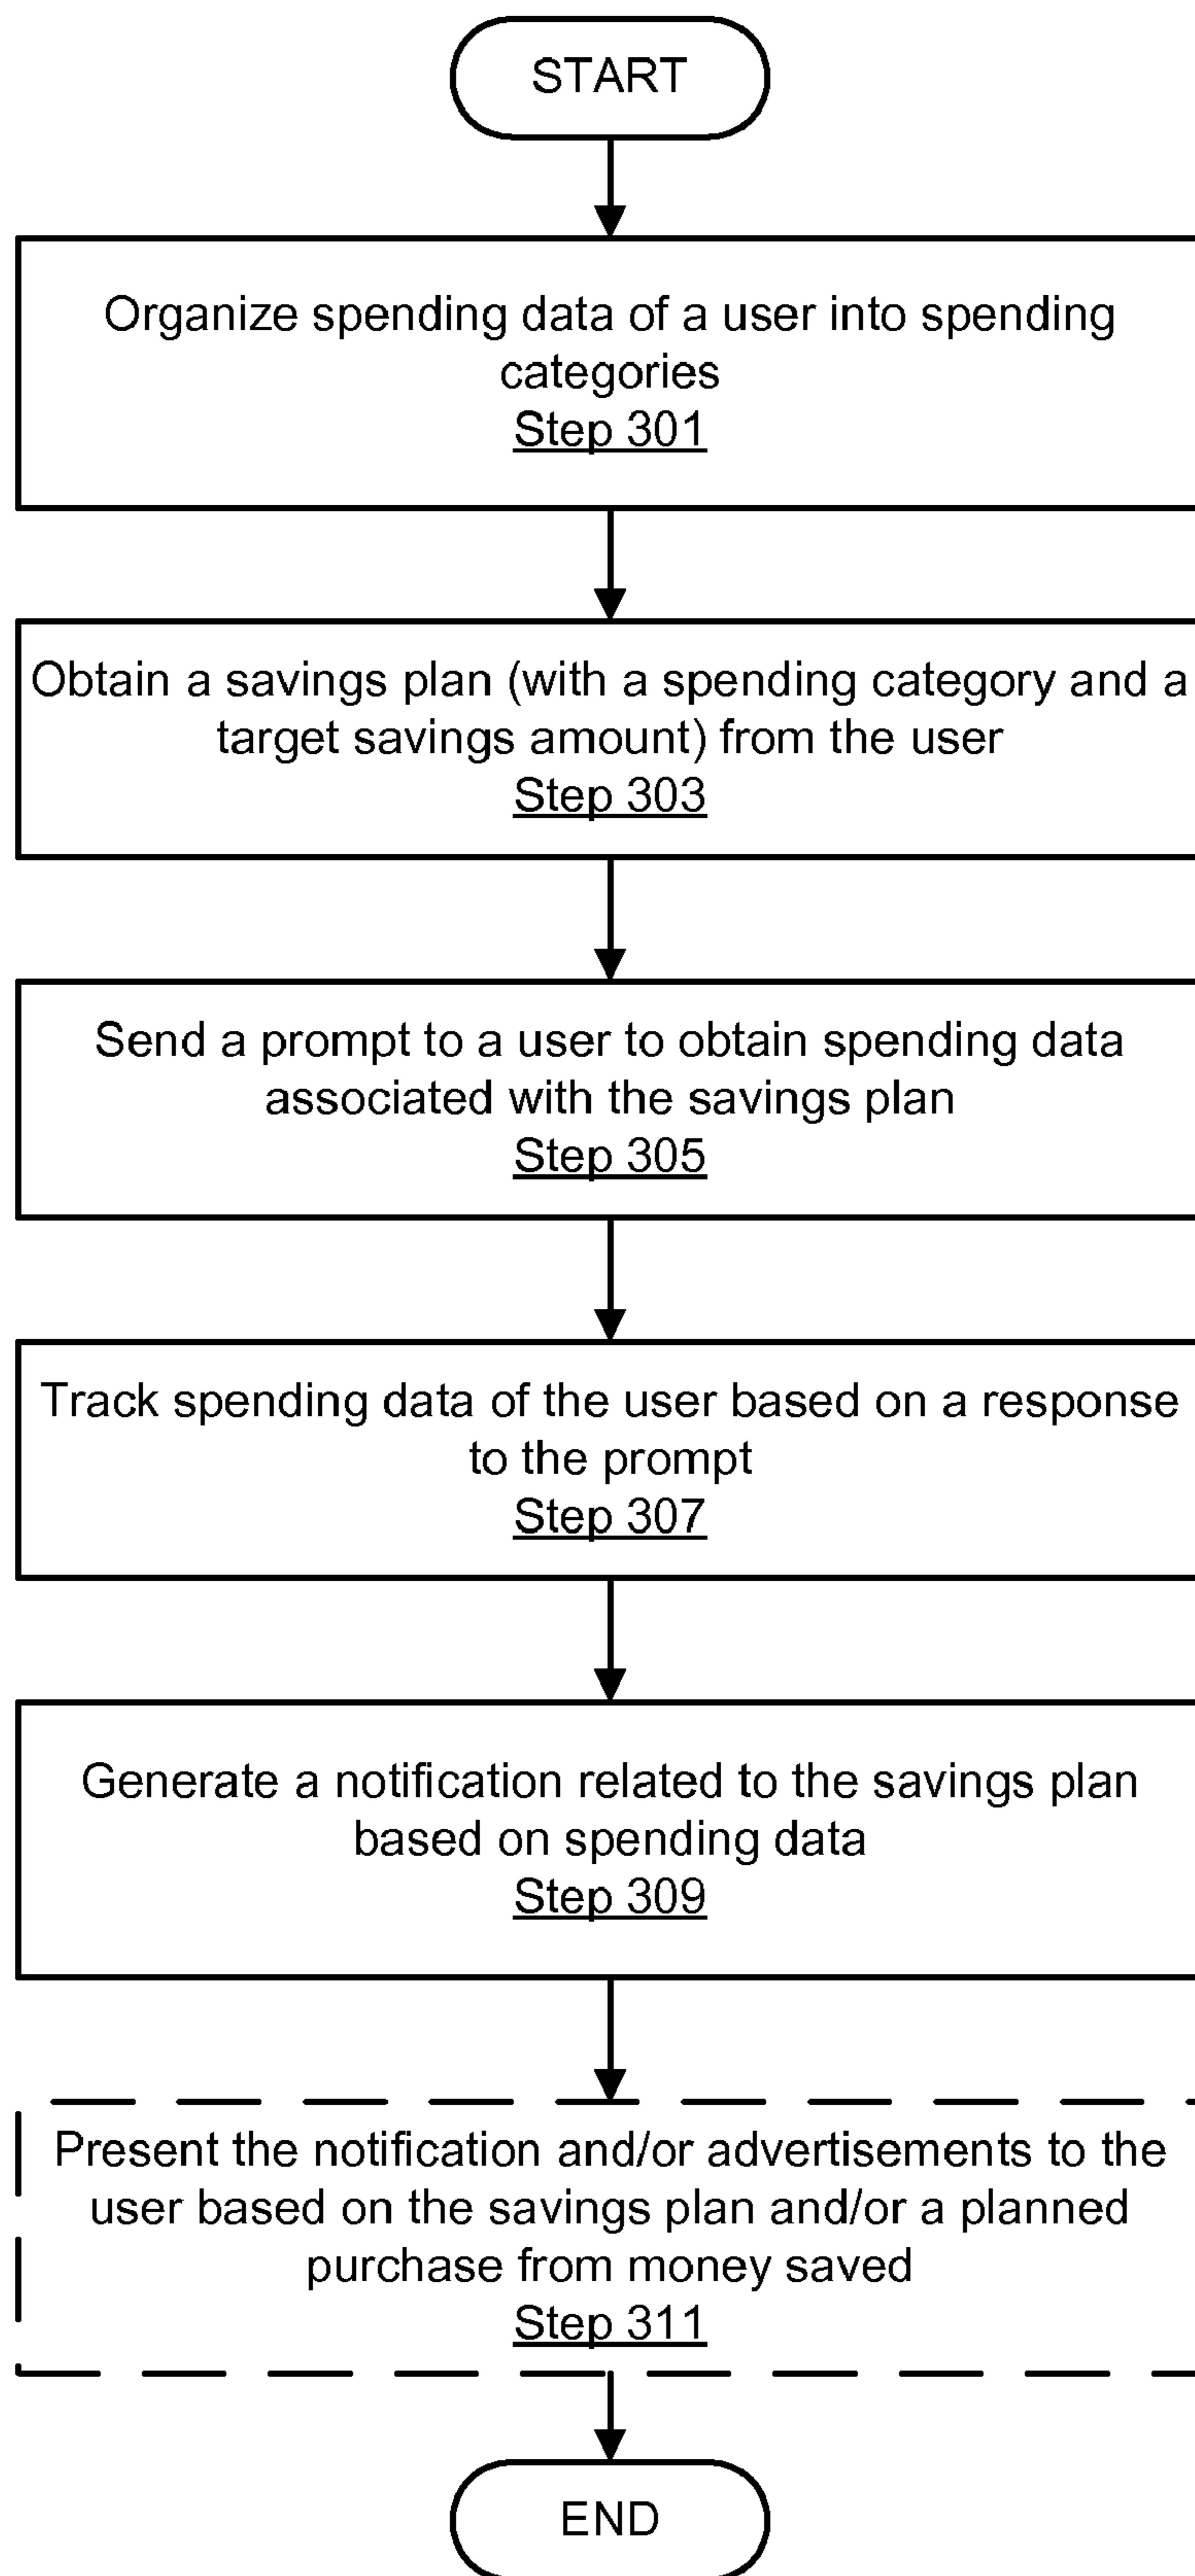 START
Organize spending data of a user into spending
categories
Step 301
Obtain a savings plan (with a spending category and a
target savings amount) from the user
Step 303
Send a prompt to a user to obtain spending data
associated with the savings plan
Step 305
Track spending data of the user based on a response
to the prompt
Step 307
Generate a notification related to the savings plan
based on spending data
Step 309
Present the notification and/or advertisements to the
user based on the savings plan and/or a planned
purchase from money saved
Step 311
END